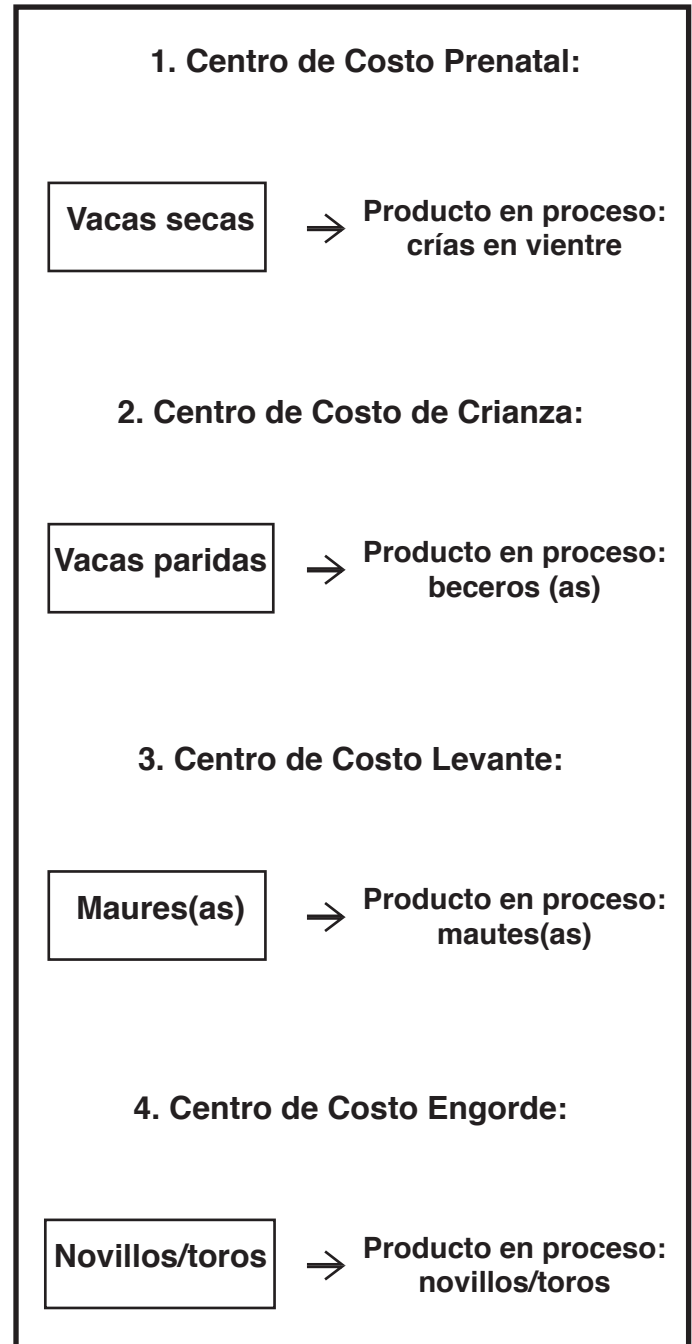 1. Centro de Costo Prenatal:
Vacas secas
Producto en proceso:
crías en vientre
2. Centro de Costo de Crianza:
Vacas paridas
Producto en proceso:
beceros (as)
3. Centro de Costo Levante:
Maures(as)
Producto en proceso:
mautes(as)
4. Centro de Costo Engorde:
Novillos/toros
Producto en proceso:
novillos/toros